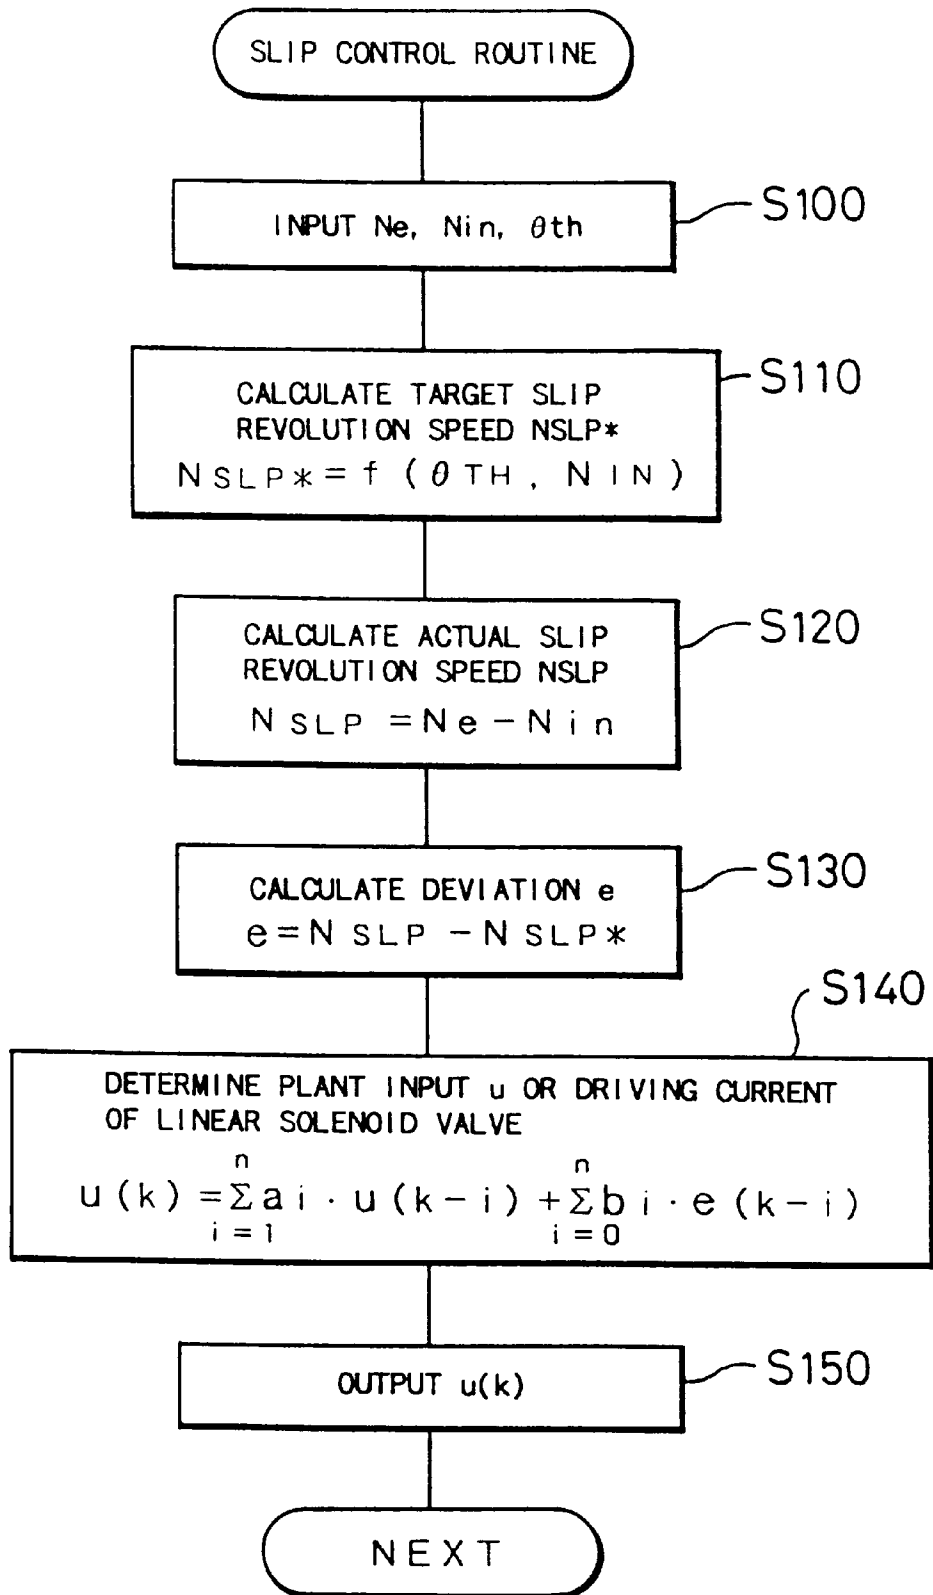 SLIP CONTROL ROUTINE
INPUT Ne, Nin, θth
S100
CALCULATE TARGET SLIP
REVOLUTION SPEED NSLP*
NSLP* = f (θTH, NIN)
S110
CALCULATE ACTUAL SLIP
REVOLUTION SPEED NSLP
NSLP = Ne - Nin
S120
CALCULATE DEVIATION e
e = NSLP - NSLP*
S130
S140
DETERMINE PLANT INPUT u OR DRIVING CURRENT
OF LINEAR SOLENOID VALVE
n n
u(k) = Σ ai · u(k-i) + Σ bi · e(k-i)
i=1 i=0
OUTPUT u(k)
S150
NEXT